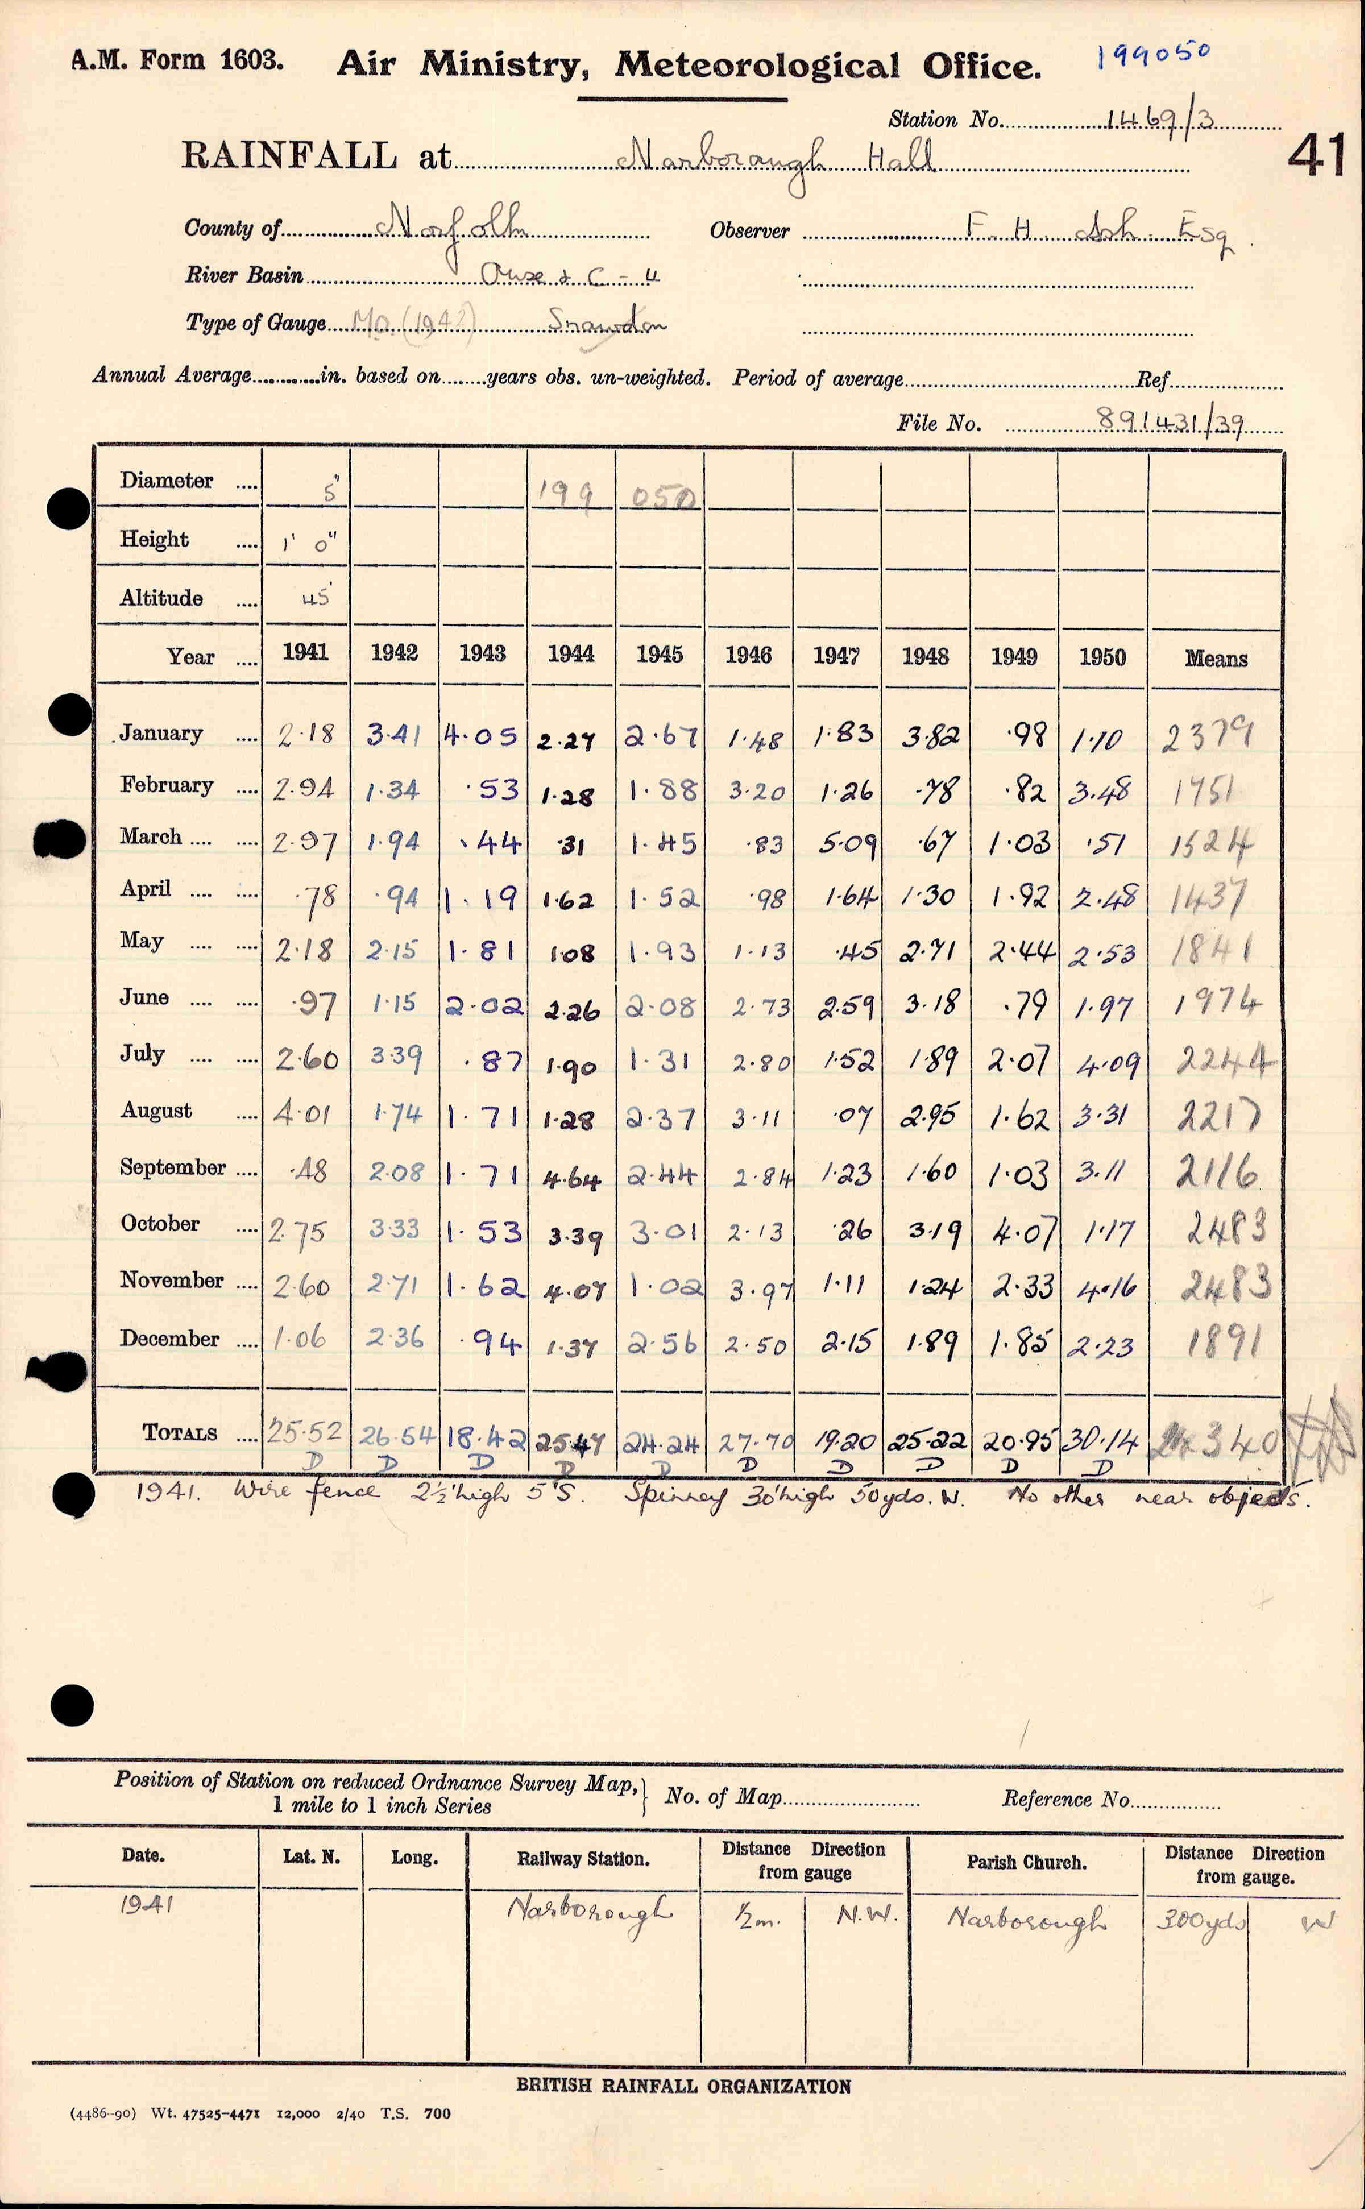 A.M. Form 1603. Air Ministry, Meteorological Office. 199050
Station No. 1469/3
RAINFALL at Narborough Hall 41
County of Norfolk Observer F. H. Ash Esq.
River Basin Ouse & C - 4
Type of Gauge M.O. (1942) Snowdon
Annual Average in. based on years obs. un-weighted. Period of average Ref
File No. 891431/39
Diameter .... 5" 199 050
Height .... 1' 0"
Altitude .... 45'
Year .... 1941 1942 1943 1944 1945 1946 1947 1948 1949 1950 Means
January .... 2.18 3.41 4.05 2.27 2.67 1.48 1.83 3.82 .98 1.10 2379
February .... 2.94 1.34 .53 1.28 1.88 3.20 1.26 .78 .82 3.48 1751
March .... .... 2.97 1.94 .44 .31 1.45 .83 5.09 .67 1.03 .51 1524
April .... .... .78 .94 1.19 1.62 1.52 .98 1.64 1.30 1.92 2.48 1437
May .... .... 2.18 2.15 1.81 1.08 1.93 1.13 .45 2.71 2.44 2.53 1841
June .... .... .97 1.15 2.02 2.26 2.08 2.73 2.59 3.18 .79 1.97 1974
July .... .... 2.60 3.39 .87 1.90 1.31 2.80 1.52 1.89 2.07 4.09 2244
August .... 4.01 1.74 1.71 1.28 2.37 3.11 .07 2.95 1.62 3.31 2217
September .... .48 2.08 1.71 4.64 2.44 2.84 1.23 1.60 1.03 3.11 2116
October .... 2.75 3.33 1.53 3.39 3.01 2.13 .26 3.19 4.07 1.17 2483
November .... 2.60 2.71 1.62 4.07 1.02 3.97 1.11 1.24 2.33 4.16 2483
December .... 1.06 2.36 .94 1.37 2.56 2.50 2.15 1.89 1.85 2.23 1891
TOTALS .... 25.52 26.54 18.42 25.47 24.24 27.70 19.20 25.22 20.95 30.14 24340
D D D D D D D D D D
1941. Wire fence 2½' high 5' S. Spinney 30' high 50 yds. W. No other near objects.
Position of Station on reduced Ordnance Survey Map, 1 mile to 1 inch Series } No. of Map Reference No.
Date. Lat. N. Long. Railway Station. Distance Direction from gauge Parish Church. Distance Direction from gauge.
1941 Narborough ½ m. N.W. Narborough 300 yds W
BRITISH RAINFALL ORGANIZATION
(4486-90) Wt. 47525-4471 12,000 2/40 T.S. 700